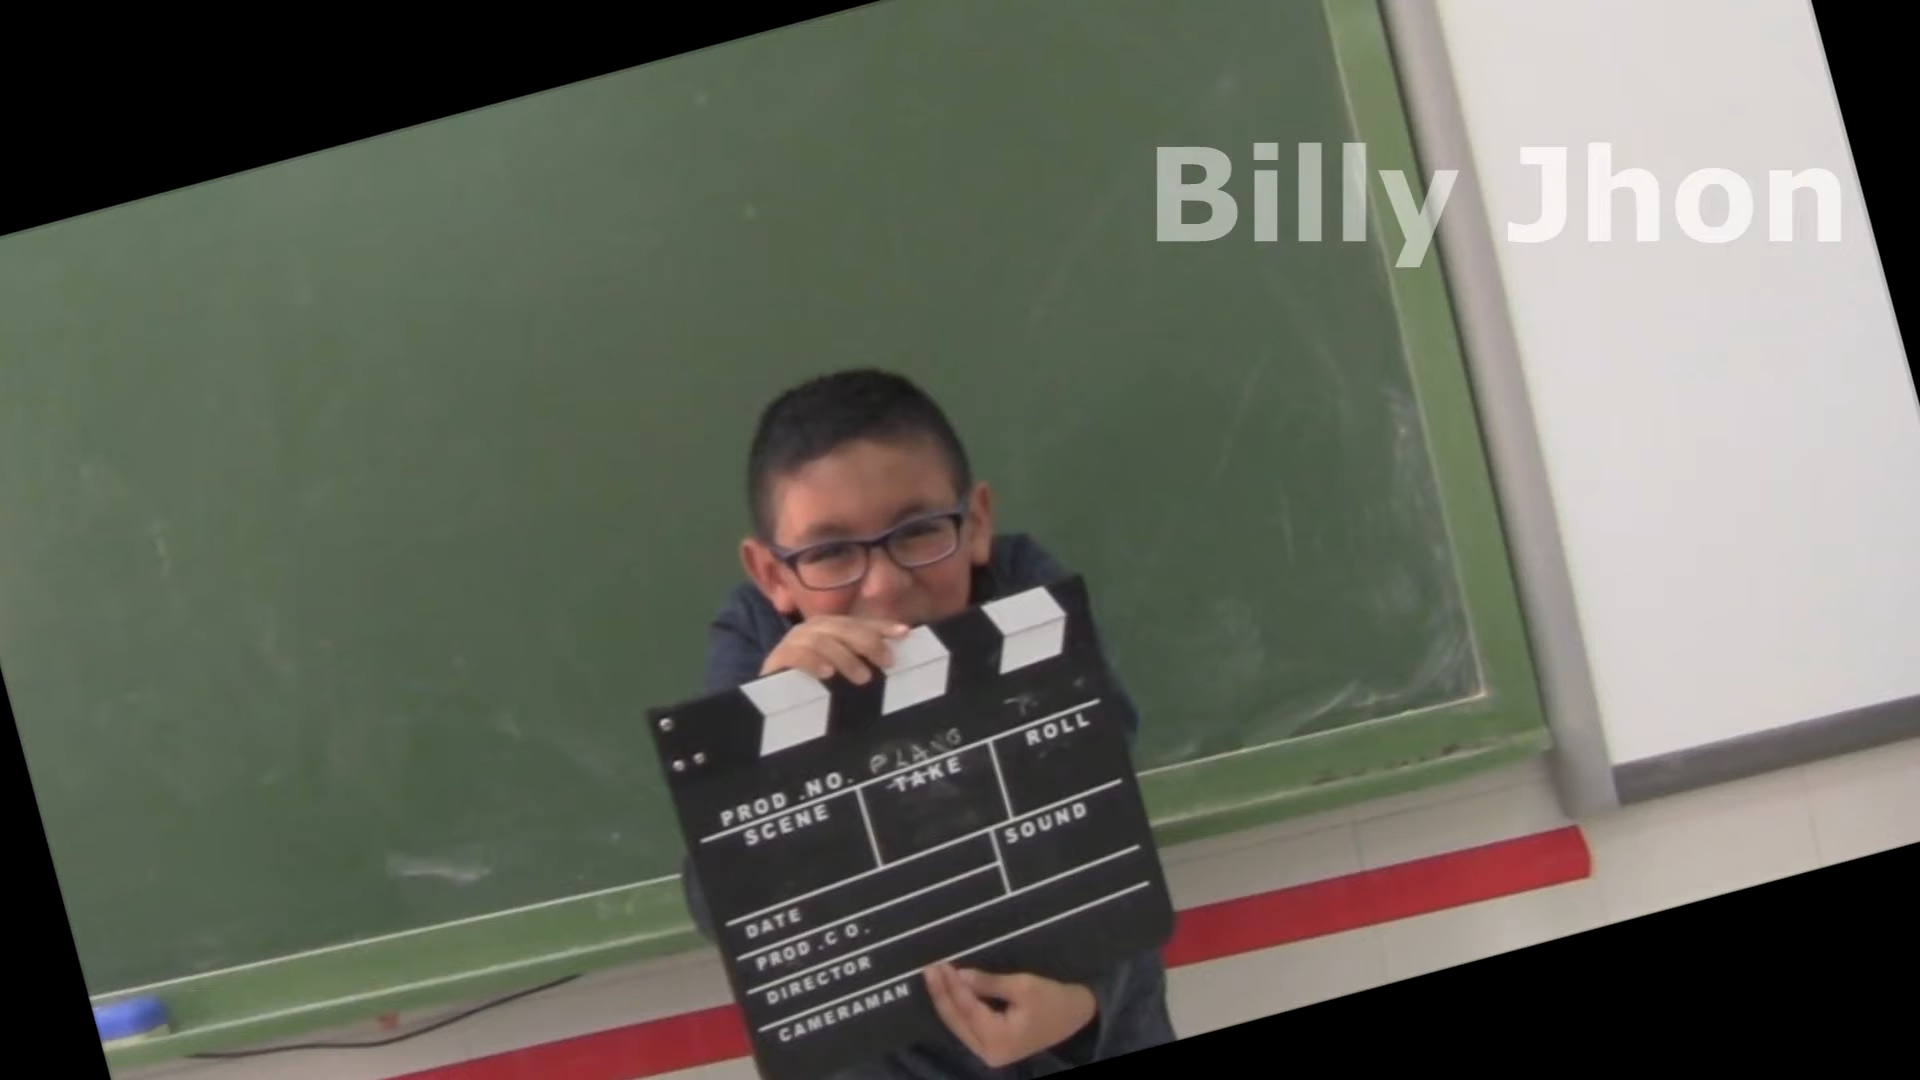 Billy Jhon
PROD .NO. PLANO
SCENE TAKE ROLL
SOUND
DATE
PROD .C O.
DIRECTOR
CAMERAMAN